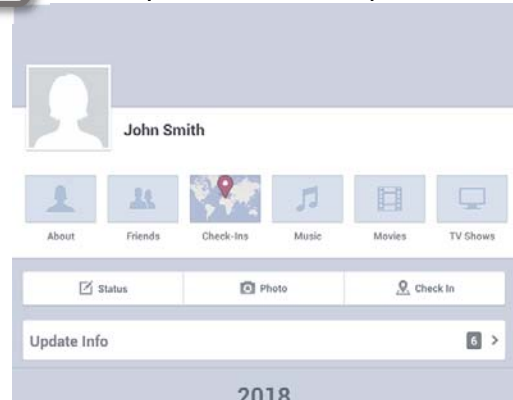 John Smith
About Friends Check-Ins Music Movies TV Shows
Status Photo Check In
Update Info 6 >
2018